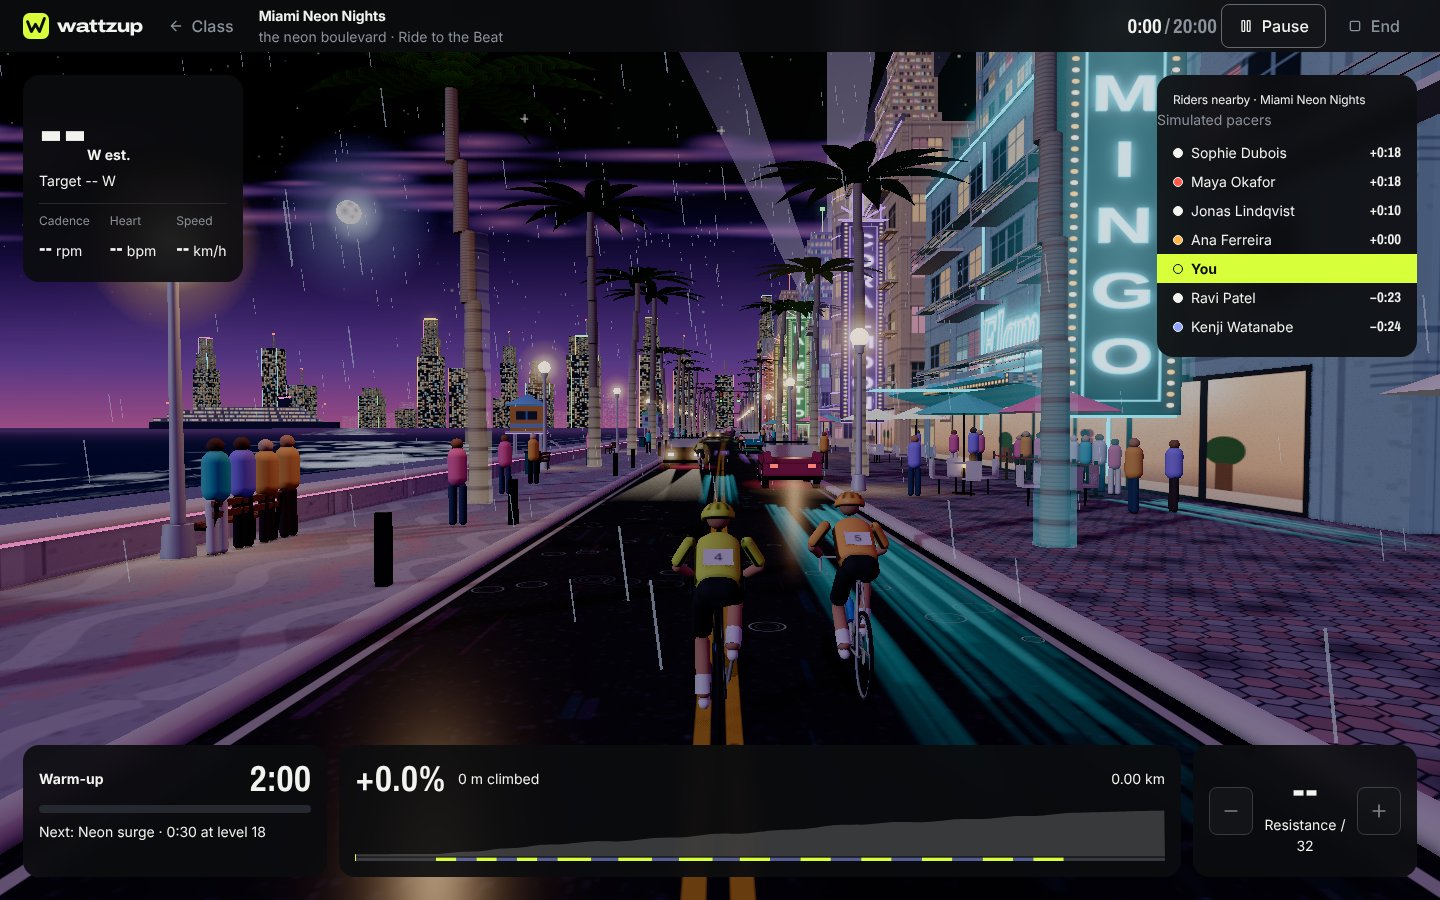 wattzup
← Class
Miami Neon Nights
the neon boulevard · Ride to the Beat
0:00 / 20:00
Pause
End
-- W est.
Target -- W
Cadence Heart Speed
-- rpm -- bpm -- km/h
Riders nearby · Miami Neon Nights
Simulated pacers
Sophie Dubois +0:18
Maya Okafor +0:18
Jonas Lindqvist +0:10
Ana Ferreira +0:00
You
Ravi Patel −0:23
Kenji Watanabe −0:24
M
I
N
G
O
4
5
Warm-up 2:00
Next: Neon surge · 0:30 at level 18
+0.0% 0 m climbed 0.00 km
−
--
+
Resistance /
32